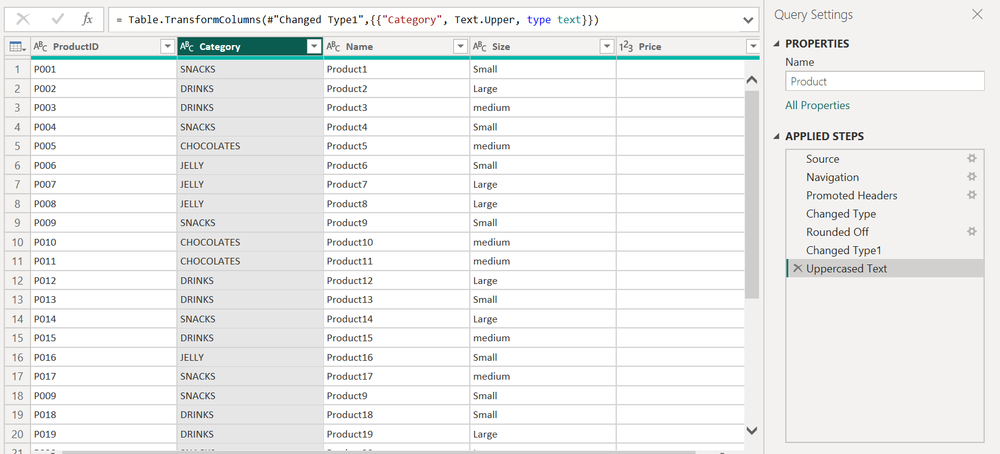 fx = Table.TransformColumns(#"Changed Type1",{{"Category", Text.Upper, type text}})
ABC ProductID ABC Category ABC Name ABC Size 123 Price
1 P001 SNACKS Product1 Small
2 P002 DRINKS Product2 Large
3 P003 DRINKS Product3 medium
4 P004 SNACKS Product4 Small
5 P005 CHOCOLATES Product5 medium
6 P006 JELLY Product6 Small
7 P007 JELLY Product7 Large
8 P008 JELLY Product8 Large
9 P009 SNACKS Product9 Small
10 P010 CHOCOLATES Product10 medium
11 P011 CHOCOLATES Product11 medium
12 P012 DRINKS Product12 Large
13 P013 DRINKS Product13 Small
14 P014 SNACKS Product14 Large
15 P015 DRINKS Product15 medium
16 P016 JELLY Product16 Small
17 P017 SNACKS Product17 medium
18 P009 SNACKS Product9 Small
19 P018 DRINKS Product18 Small
20 P019 DRINKS Product19 Large
21
Query Settings
PROPERTIES
Name
Product
All Properties
APPLIED STEPS
Source
Navigation
Promoted Headers
Changed Type
Rounded Off
Changed Type1
Uppercased Text